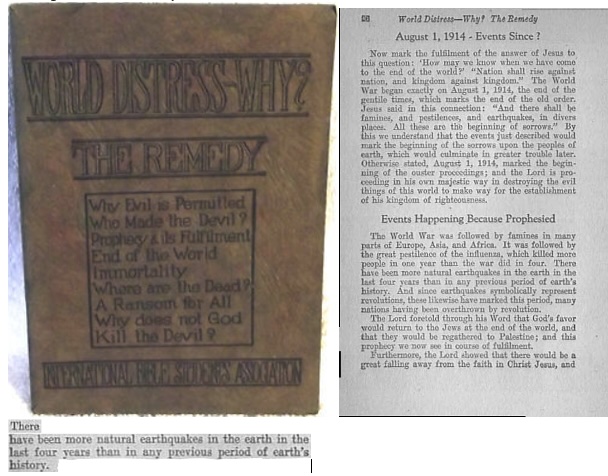 WORLD DISTRESS-WHY?
THE REMEDY
Why Evil is Permitted
Who Made the Devil?
Prophecy & its Fulfilment
End of the World
Immortality
Where are the Dead?
A Ransom for All
Why does not God
Kill the Devil?
INTERNATIONAL BIBLE STUDENTS ASSOCIATION
World Distress—Why? The Remedy
August 1, 1914 - Events Since?
Now mark the fulfilment of the answer of Jesus to
this question: 'How may we know when we have come
to the end of the world?' "Nation shall rise against
nation, and kingdom against kingdom." The World
War began exactly on August 1, 1914, the end of the
gentile times, which marks the end of the old order.
Jesus said in this connection: "And there shall be
famines, and pestilences, and earthquakes, in divers
places. All these are the beginning of sorrows." By
this we understand that the events just described would
mark the beginning of the sorrows upon the peoples of
earth, which would culminate in greater trouble later.
Otherwise stated, August 1, 1914, marked the begin-
ning of the ouster proceedings; and the Lord is pro-
ceeding in his own majestic way in destroying the evil
things of this world to make way for the establishment
of his kingdom of righteousness.
Events Happening Because Prophesied
The World War was followed by famines in many
parts of Europe, Asia, and Africa. It was followed by
the great pestilence of the influenza, which killed more
people in one year than the war did in four. There
have been more natural earthquakes in the earth in the
last four years than in any previous period of earth's
history. And since earthquakes symbolically represent
revolutions, these likewise have marked this period, many
nations having been overthrown by revolution.
The Lord foretold through his Word that God's favor
would return to the Jews at the end of the world, and
that they would be regathered to Palestine; and this
prophecy we now see in course of fulfilment.
Furthermore, the Lord showed that there would be a
great falling away from the faith in Christ Jesus, and
There
have been more natural earthquakes in the earth in the
last four years than in any previous period of earth's
history.